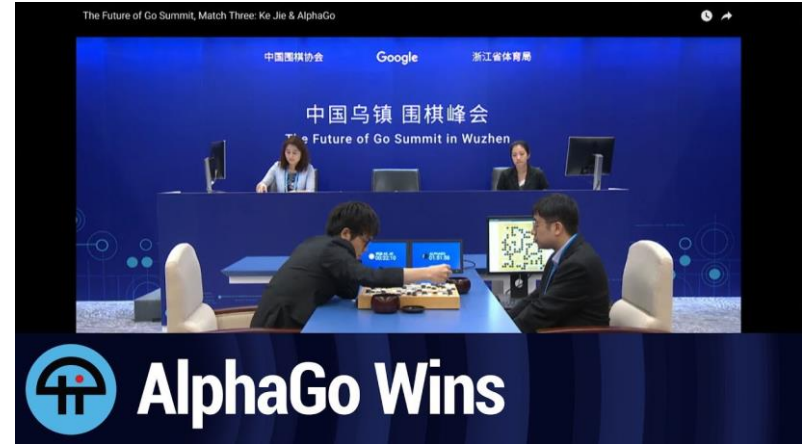 The Future of Go Summit, Match Three: Ke Jie & AlphaGo
中国围棋协会 Google 浙江省体育局
中国乌镇 围棋峰会
The Future of Go Summit in Wuzhen
AlphaGo Wins